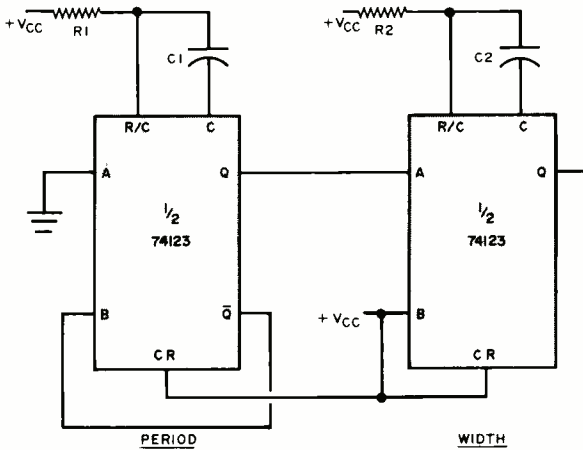 +VCC R1 C1 +VCC R2 C2
R/C C R/C C
A Q A Q
1/2 1/2
74123 74123
B Q̅ +VCC B
CR CR
PERIOD WIDTH